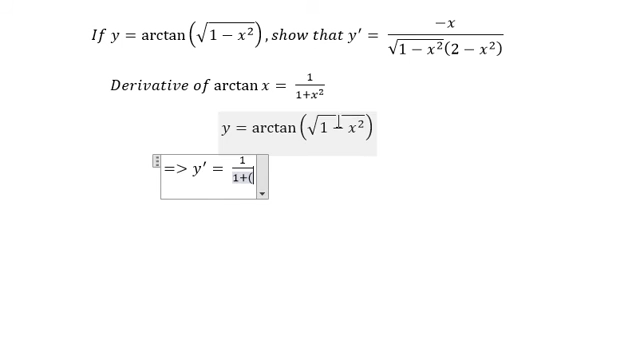 If y = arctan(√(1 − x²)), show that y′ = −x / (√(1 − x²)(2 − x²))
Derivative of arctan x = 1 / (1+x²)
y = arctan(√(1 − x²))
=> y′ = 1 / (1+(